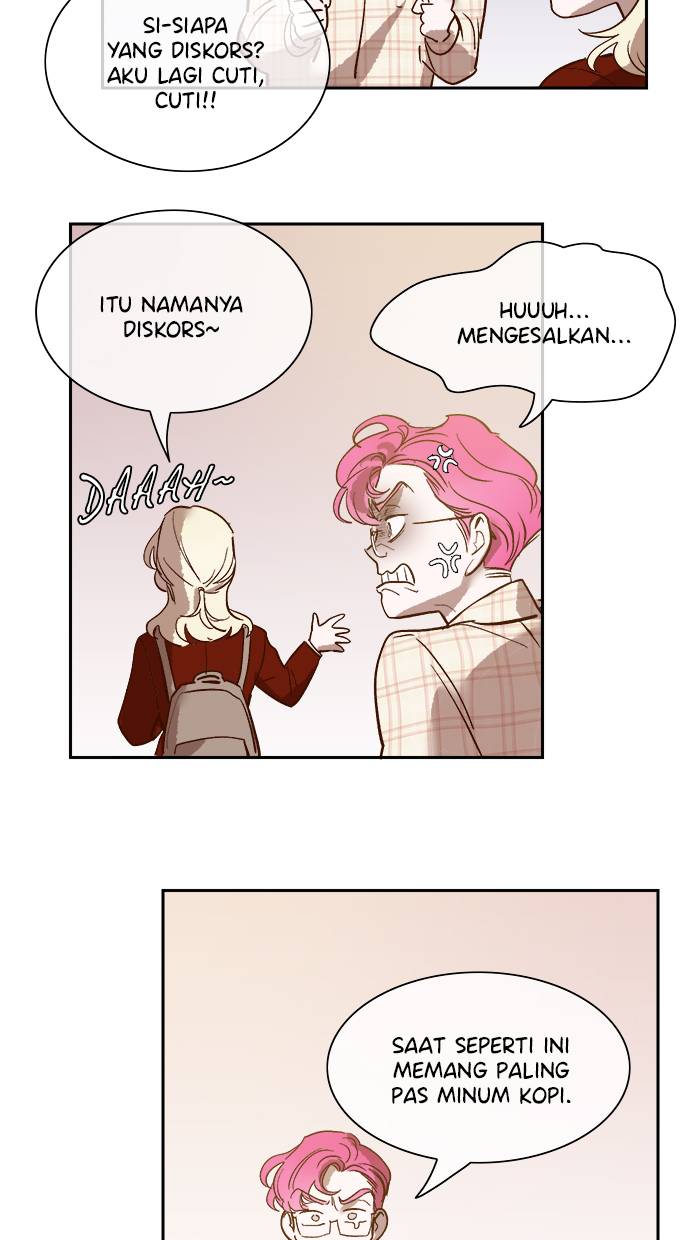 SI-SIAPA
YANG DISKORS?
AKU LAGI CUTI,
CUTI!!
ITU NAMANYA
DISKORS~
HUUUH...
MENGESALKAN...
DAAAH~
SAAT SEPERTI INI
MEMANG PALING
PAS MINUM KOPI.